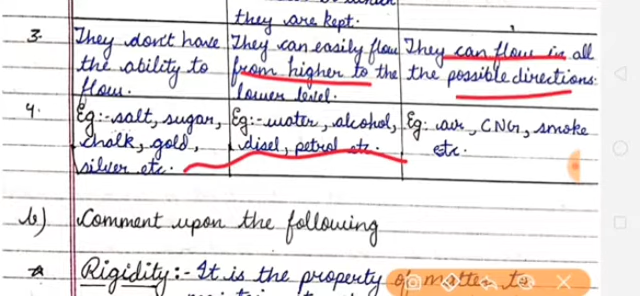 they are kept.
3. They don't have They can easily flow They can flow in all
the ability to from higher to the the possible directions.
flow. lower level.
4. Eg:- salt, sugar, Eg:- water, alcohol, Eg: air, CNG, smoke
chalk, gold, disel, petrol etc. etc.
silver etc.
b) Comment upon the following
Rigidity:- It is the property of matter to